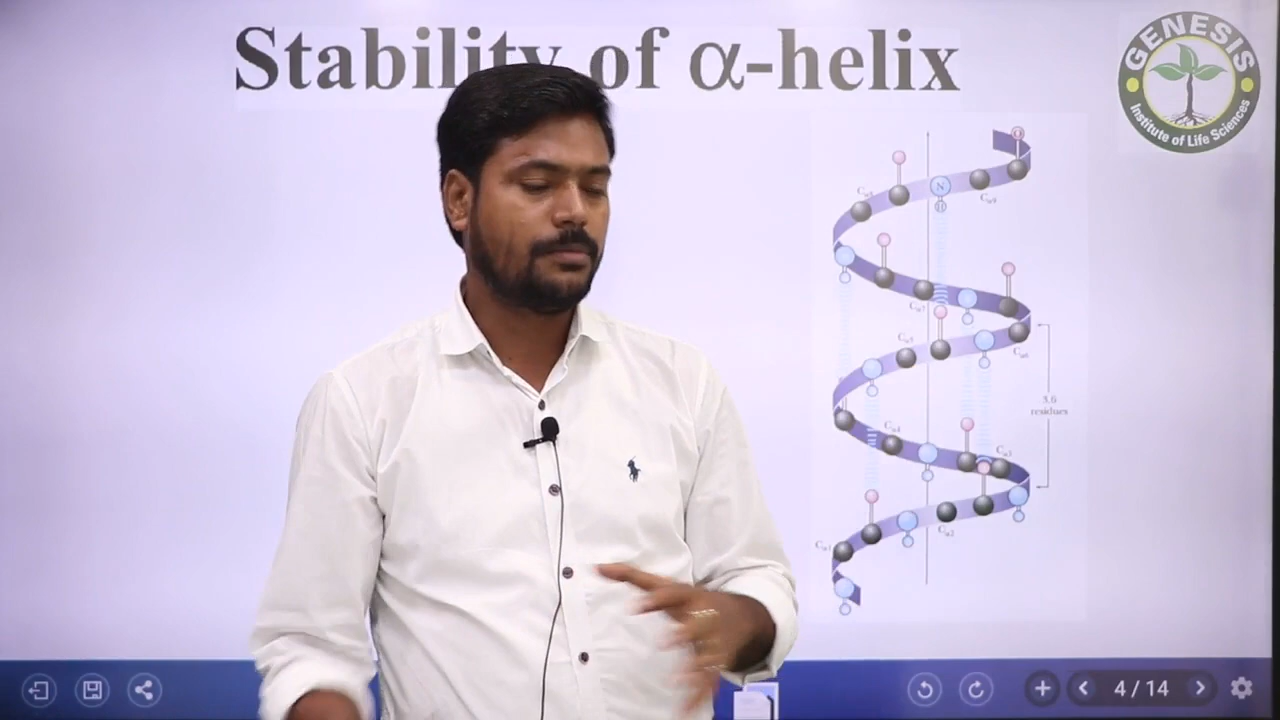 Stability of α-helix
GENESIS
Institute of Life Sciences
N
H
3.6
residues
4 / 14